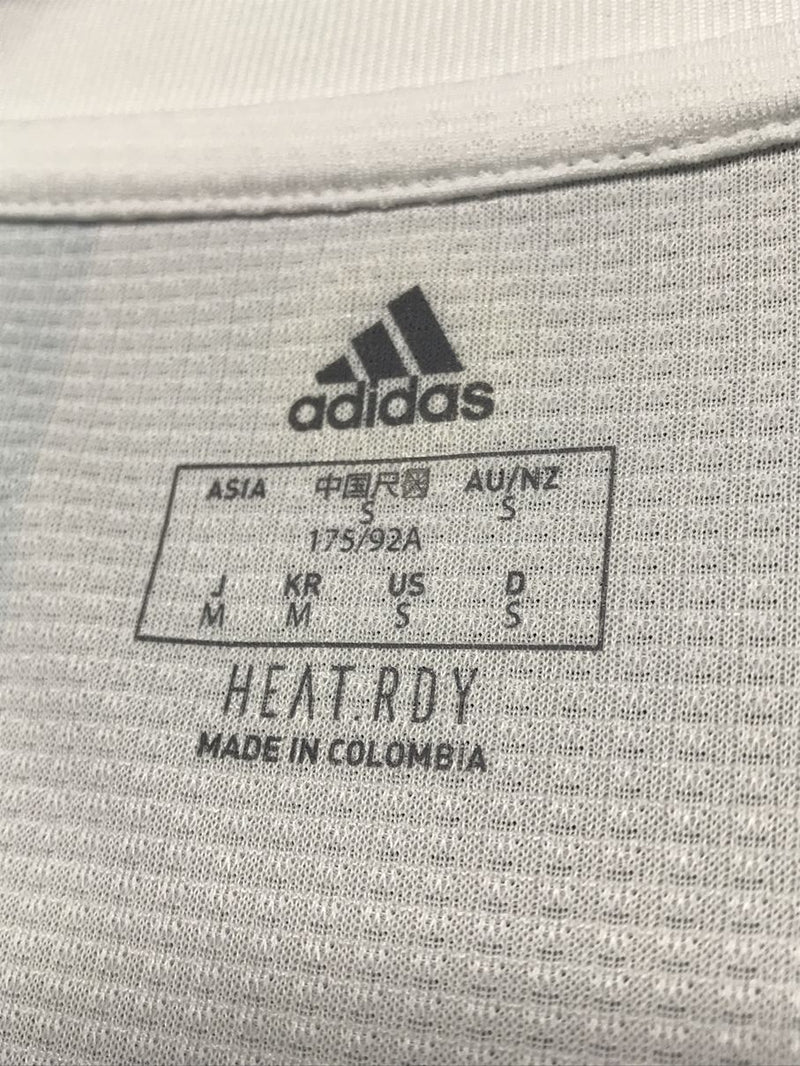 adidas
ASIA 中国尺码 AU/NZ
S S
175/92A
J KR US D
M M S S
HEAT.RDY
MADE IN COLOMBIA